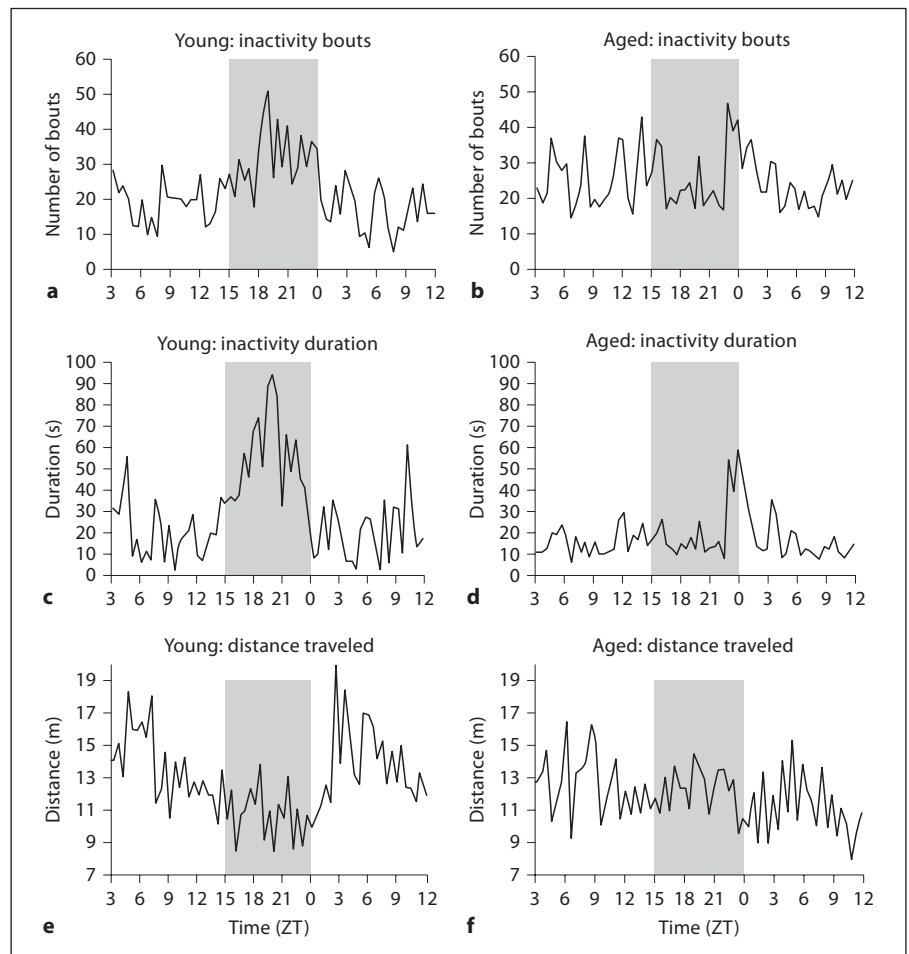 Young: inactivity bouts
Number of bouts
60
50
40
30
20
10
0
3 6 9 12 15 18 21 0 3 6 9 12
a
Aged: inactivity bouts
Number of bouts
60
50
40
30
20
10
0
3 6 9 12 15 18 21 0 3 6 9 12
b
Young: inactivity duration
Duration (s)
100
90
80
70
60
50
40
30
20
10
0
3 6 9 12 15 18 21 0 3 6 9 12
c
Aged: inactivity duration
Duration (s)
100
90
80
70
60
50
40
30
20
10
0
3 6 9 12 15 18 21 0 3 6 9 12
d
Young: distance traveled
Distance (m)
19
17
15
13
11
9
7
3 6 9 12 15 18 21 0 3 6 9 12
Time (ZT)
e
Aged: distance traveled
Distance (m)
19
17
15
13
11
9
7
3 6 9 12 15 18 21 0 3 6 9 12
Time (ZT)
f